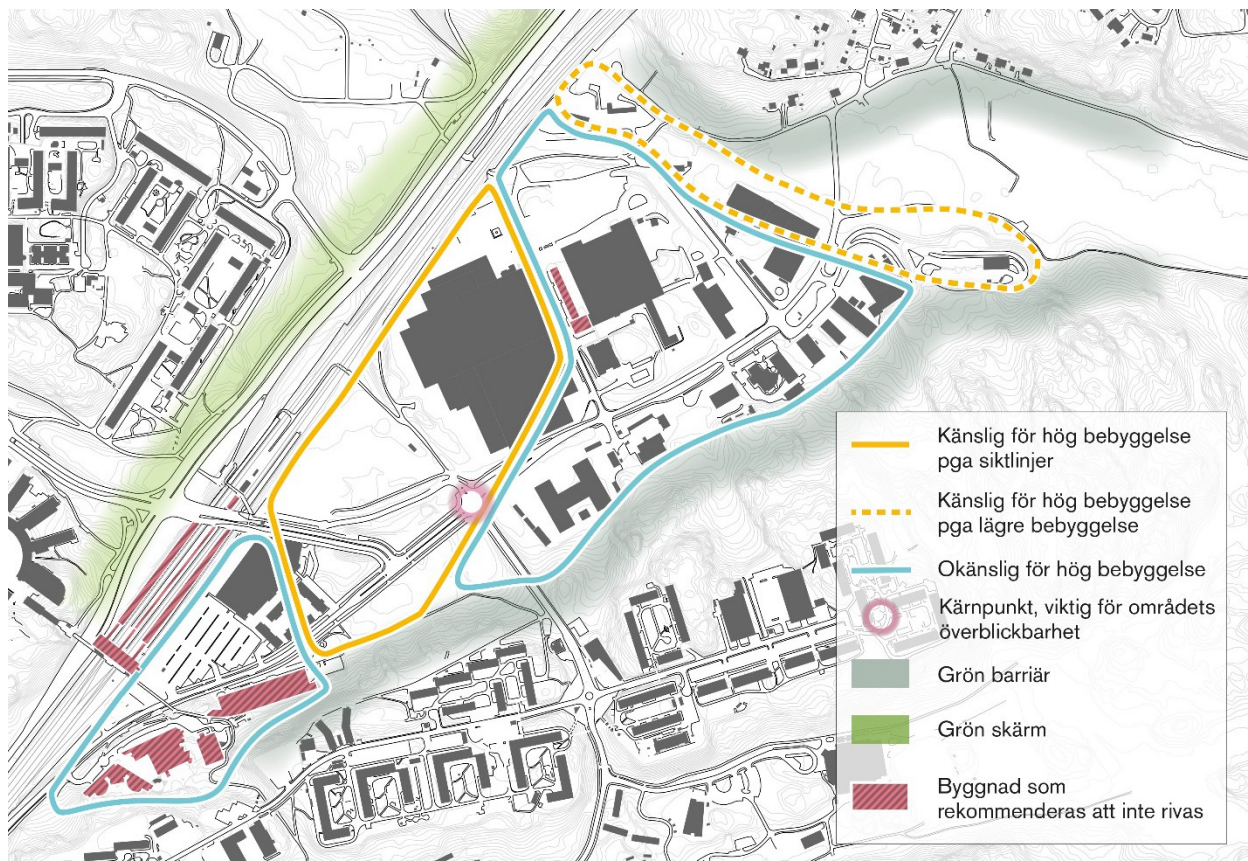 Känslig för hög bebyggelse
pga siktlinjer
Känslig för hög bebyggelse
pga lägre bebyggelse
Okänslig för hög bebyggelse
Kärnpunkt, viktig för områdets
överblickbarhet
Grön barriär
Grön skärm
Byggnad som
rekommenderas att inte rivas